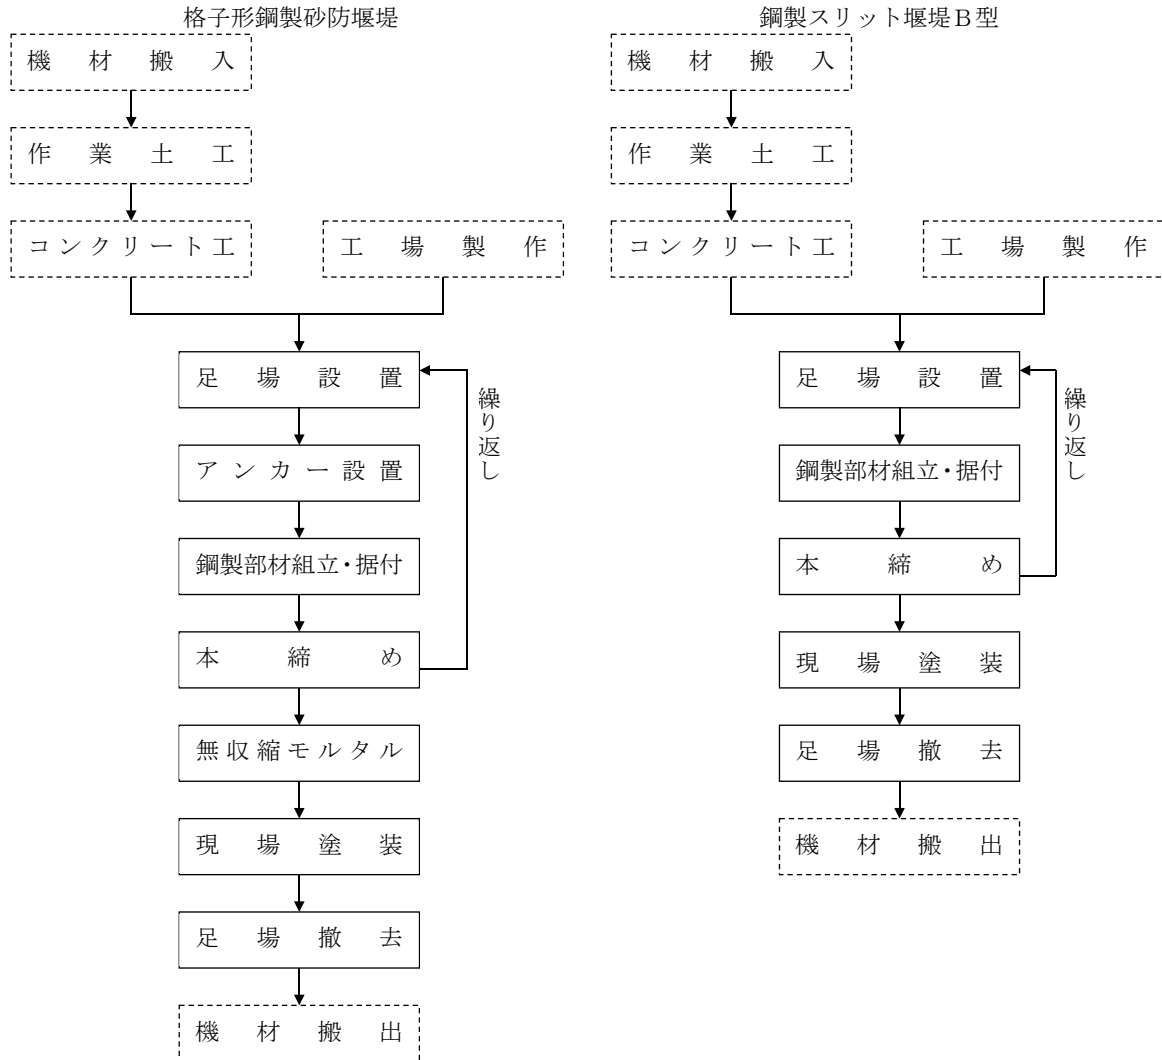 格子形鋼製砂防堰堤
機材搬入
作業土工
コンクリート工
工場製作
足場設置
繰り返し
アンカー設置
鋼製部材組立・据付
本締め
無収縮モルタル
現場塗装
足場撤去
機材搬出
鋼製スリット堰堤B型
機材搬入
作業土工
コンクリート工
工場製作
足場設置
繰り返し
鋼製部材組立・据付
本締め
現場塗装
足場撤去
機材搬出